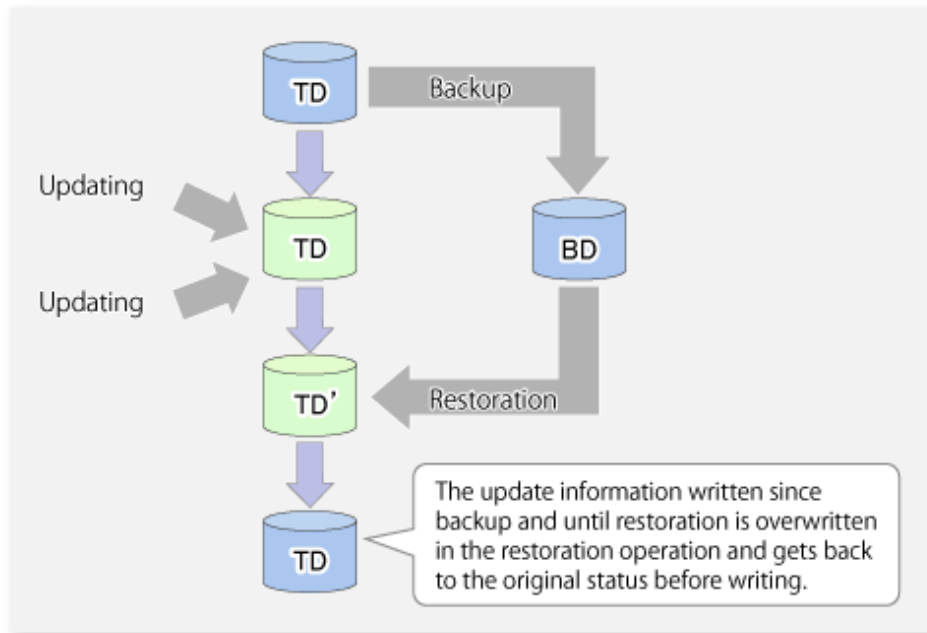 TD
Backup
Updating
TD
BD
Updating
TD'
Restoration
The update information written since
backup and until restoration is overwritten
in the restoration operation and gets back
to the original status before writing.
TD